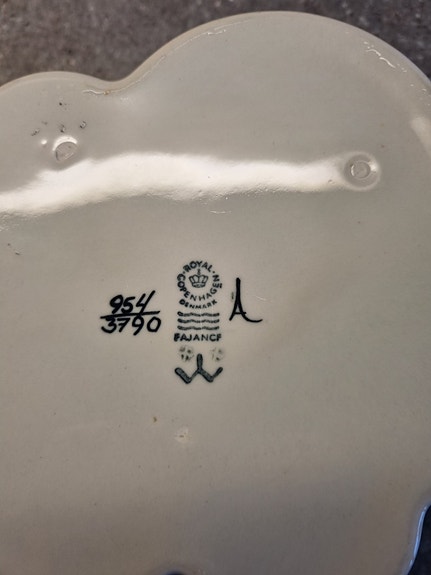 ROYAL
COPENHAGEN
DENMARK
954
3790
FAJANCE
A